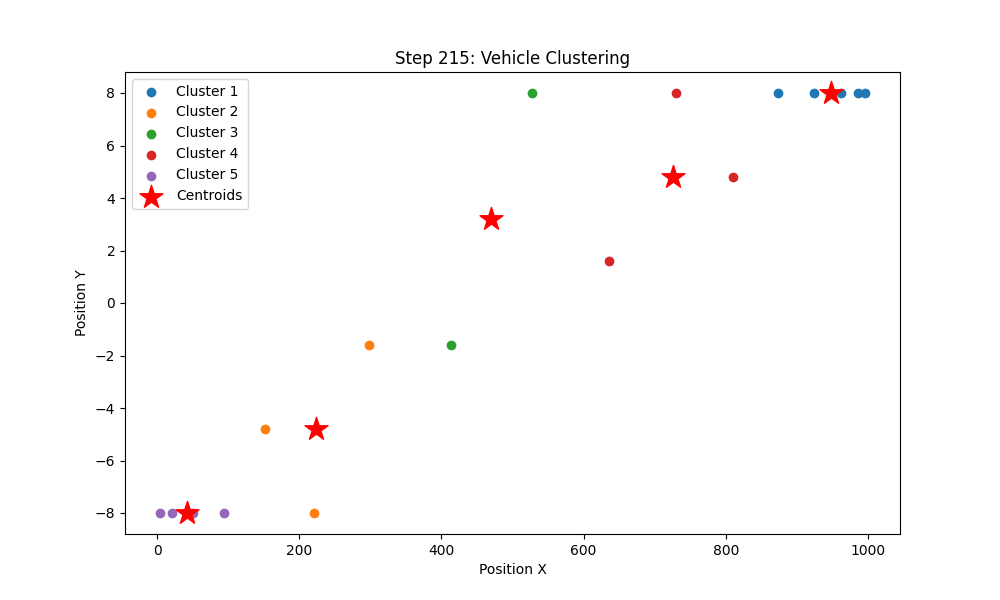 Step 215: Vehicle Clustering
Cluster 1
Cluster 2
Cluster 3
Cluster 4
Cluster 5
Centroids
8
6
4
2
0
−2
−4
−6
−8
Position Y
0
200
400
600
800
1000
Position X